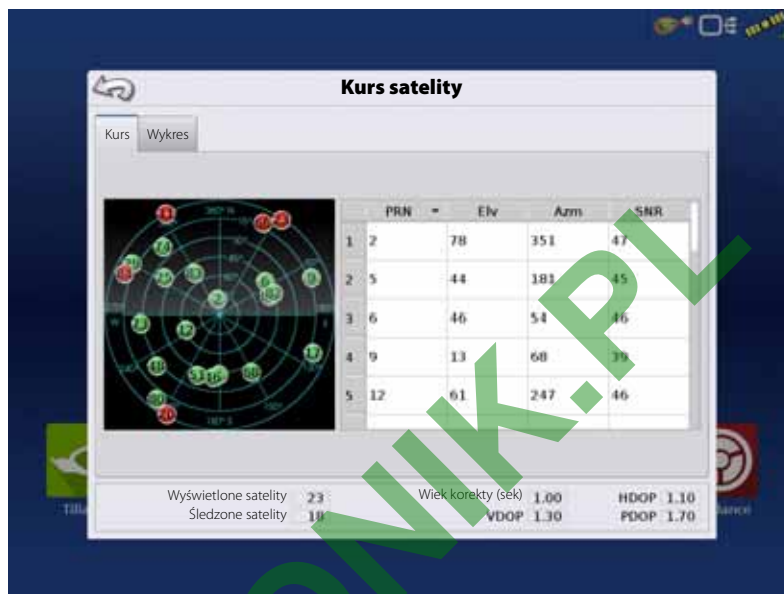 Kurs satelity
Kurs Wykres
PRN Elv Azm SNR
1 2 78 351 47
2 5 44 181 45
3 6 46 54 46
4 9 13 68 39
5 12 61 247 46
Wyświetlone satelity 23 Wiek korekty (sek) 1.00 HDOP 1.10
Śledzone satelity 18 VDOP 1.30 PDOP 1.70
ONIK.PL